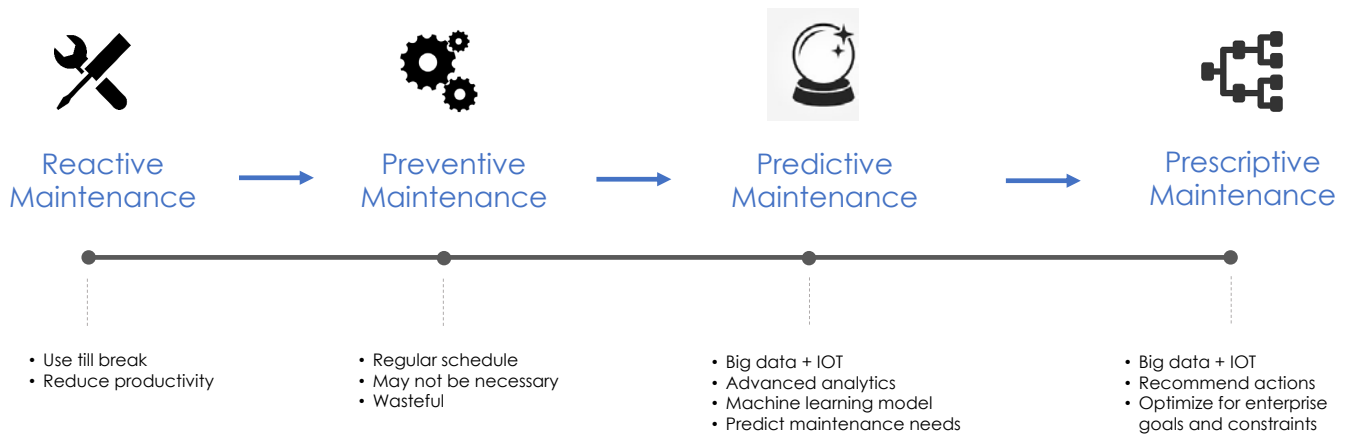 Reactive
Maintenance
Preventive
Maintenance
Predictive
Maintenance
Prescriptive
Maintenance
• Use till break
• Reduce productivity
• Regular schedule
• May not be necessary
• Wasteful
• Big data + IOT
• Advanced analytics
• Machine learning model
• Predict maintenance needs
• Big data + IOT
• Recommend actions
• Optimize for enterprise
goals and constraints